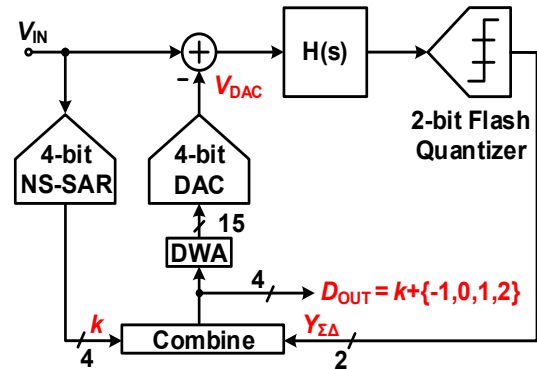 V_IN
+
−
V_DAC
H(s)
2-bit Flash
Quantizer
4-bit
NS-SAR
4-bit
DAC
15
DWA
4
D_OUT = k+{-1,0,1,2}
k
4
Combine
Y_ΣΔ
2